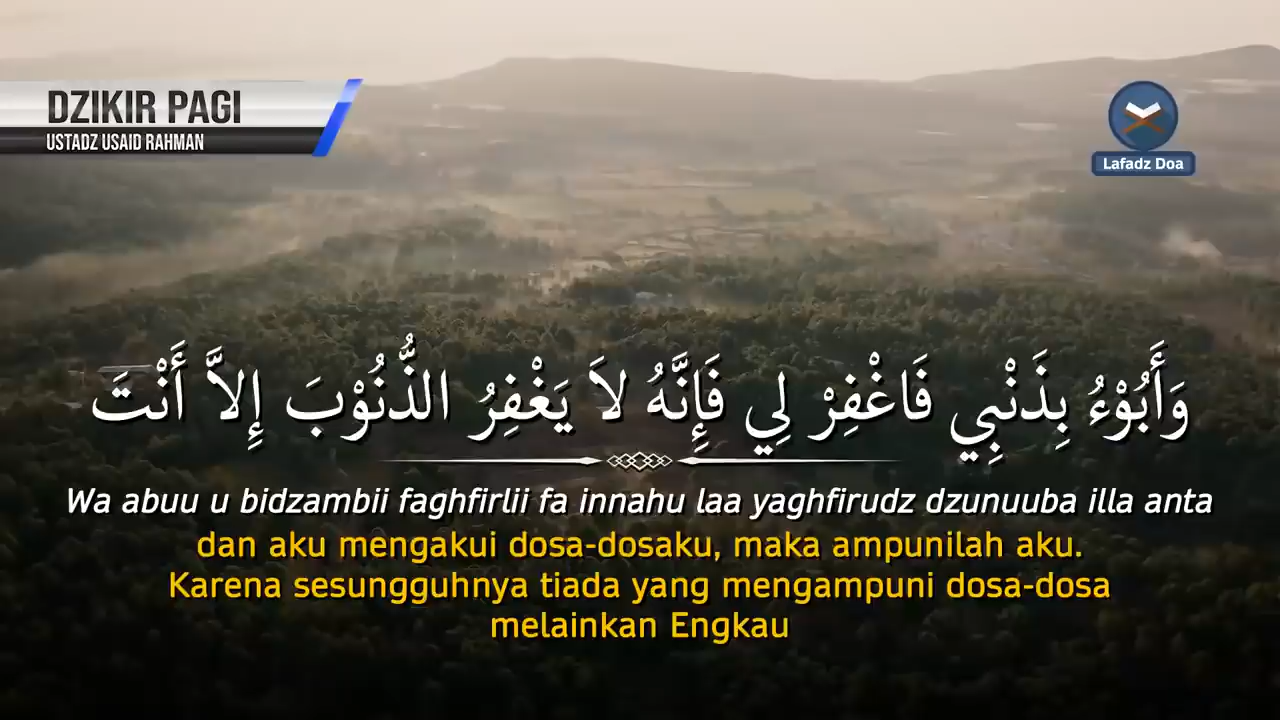 DZIKIR PAGI
USTADZ USAID RAHMAN
Lafadz Doa
وَأَبُوْءُ بِذَنْبِي فَاغْفِرْ لِي فَإِنَّهُ لاَ يَغْفِرُ الذُّنُوْبَ إِلاَّ أَنْتَ
Wa abuu u bidzambii faghfirlii fa innahu laa yaghfirudz dzunuuba illa anta
dan aku mengakui dosa-dosaku, maka ampunilah aku.
Karena sesungguhnya tiada yang mengampuni dosa-dosa
melainkan Engkau